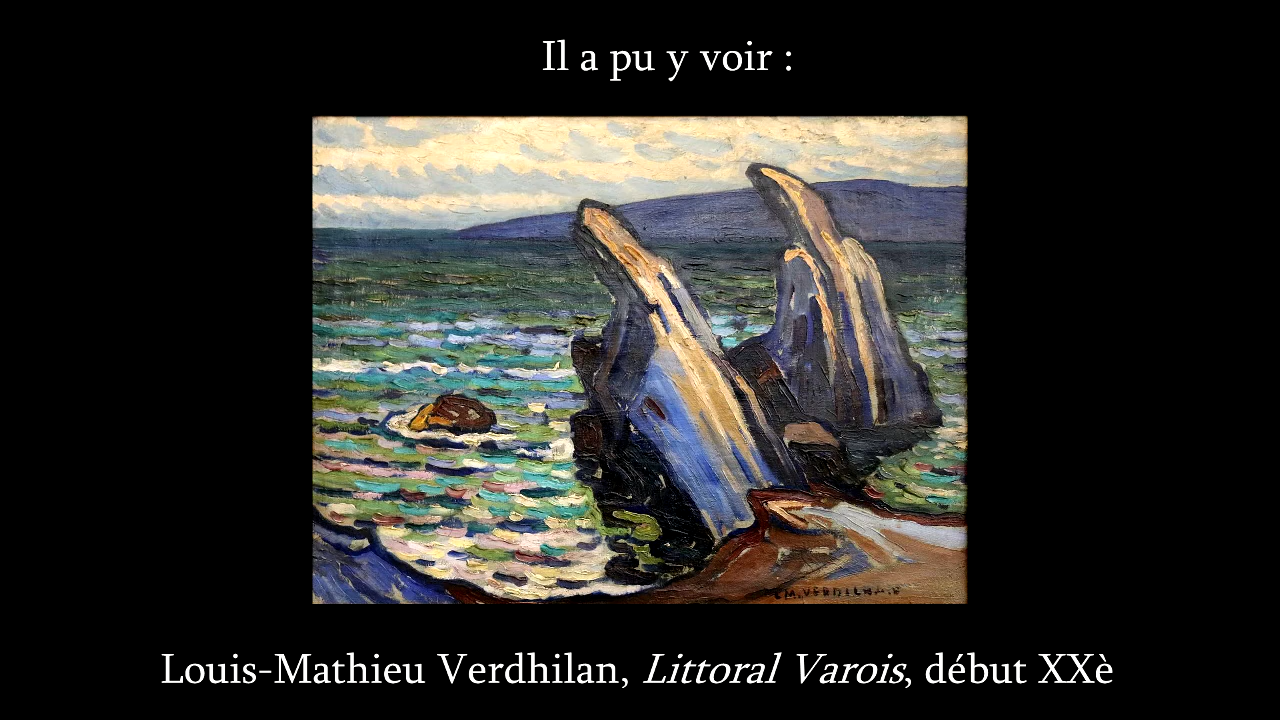 Il a pu y voir :
Louis-Mathieu Verdhilan, Littoral Varois, début XXè